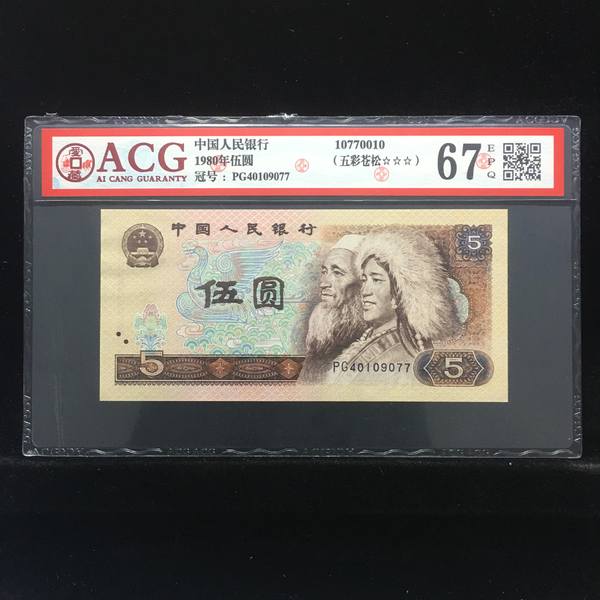 ACG
AI CANG GUARANTY
中国人民银行
1980年伍圆
冠号 : PG40109077
10770010
(五彩苍松☆☆☆)
67
EPQ
中国人民银行
5
伍圆
PG40109077
5
5